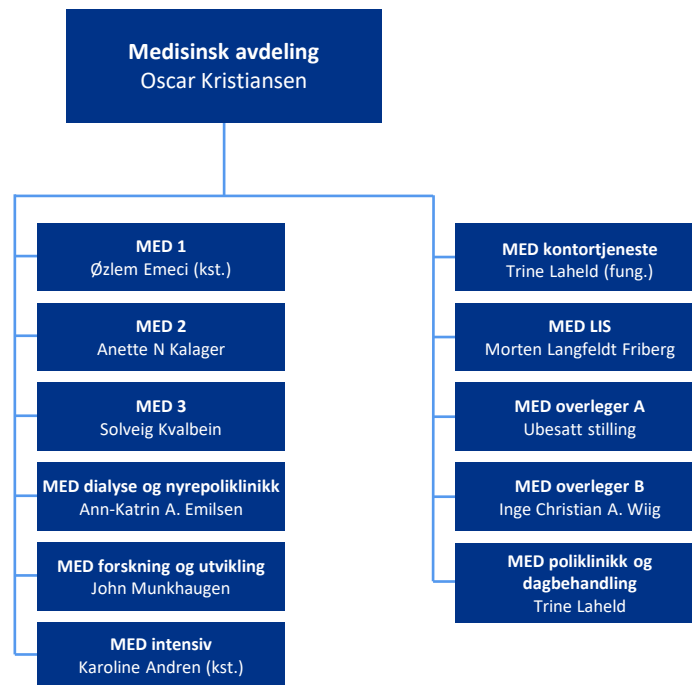 Medisinsk avdeling
Oscar Kristiansen
MED 1
Øzlem Emeci (kst.)
MED 2
Anette N Kalager
MED 3
Solveig Kvalbein
MED dialyse og nyrepoliklinikk
Ann-Katrin A. Emilsen
MED forskning og utvikling
John Munkhaugen
MED intensiv
Karoline Andren (kst.)
MED kontortjeneste
Trine Laheld (fung.)
MED LIS
Morten Langfeldt Friberg
MED overleger A
Ubesatt stilling
MED overleger B
Inge Christian A. Wiig
MED poliklinikk og
dagbehandling
Trine Laheld